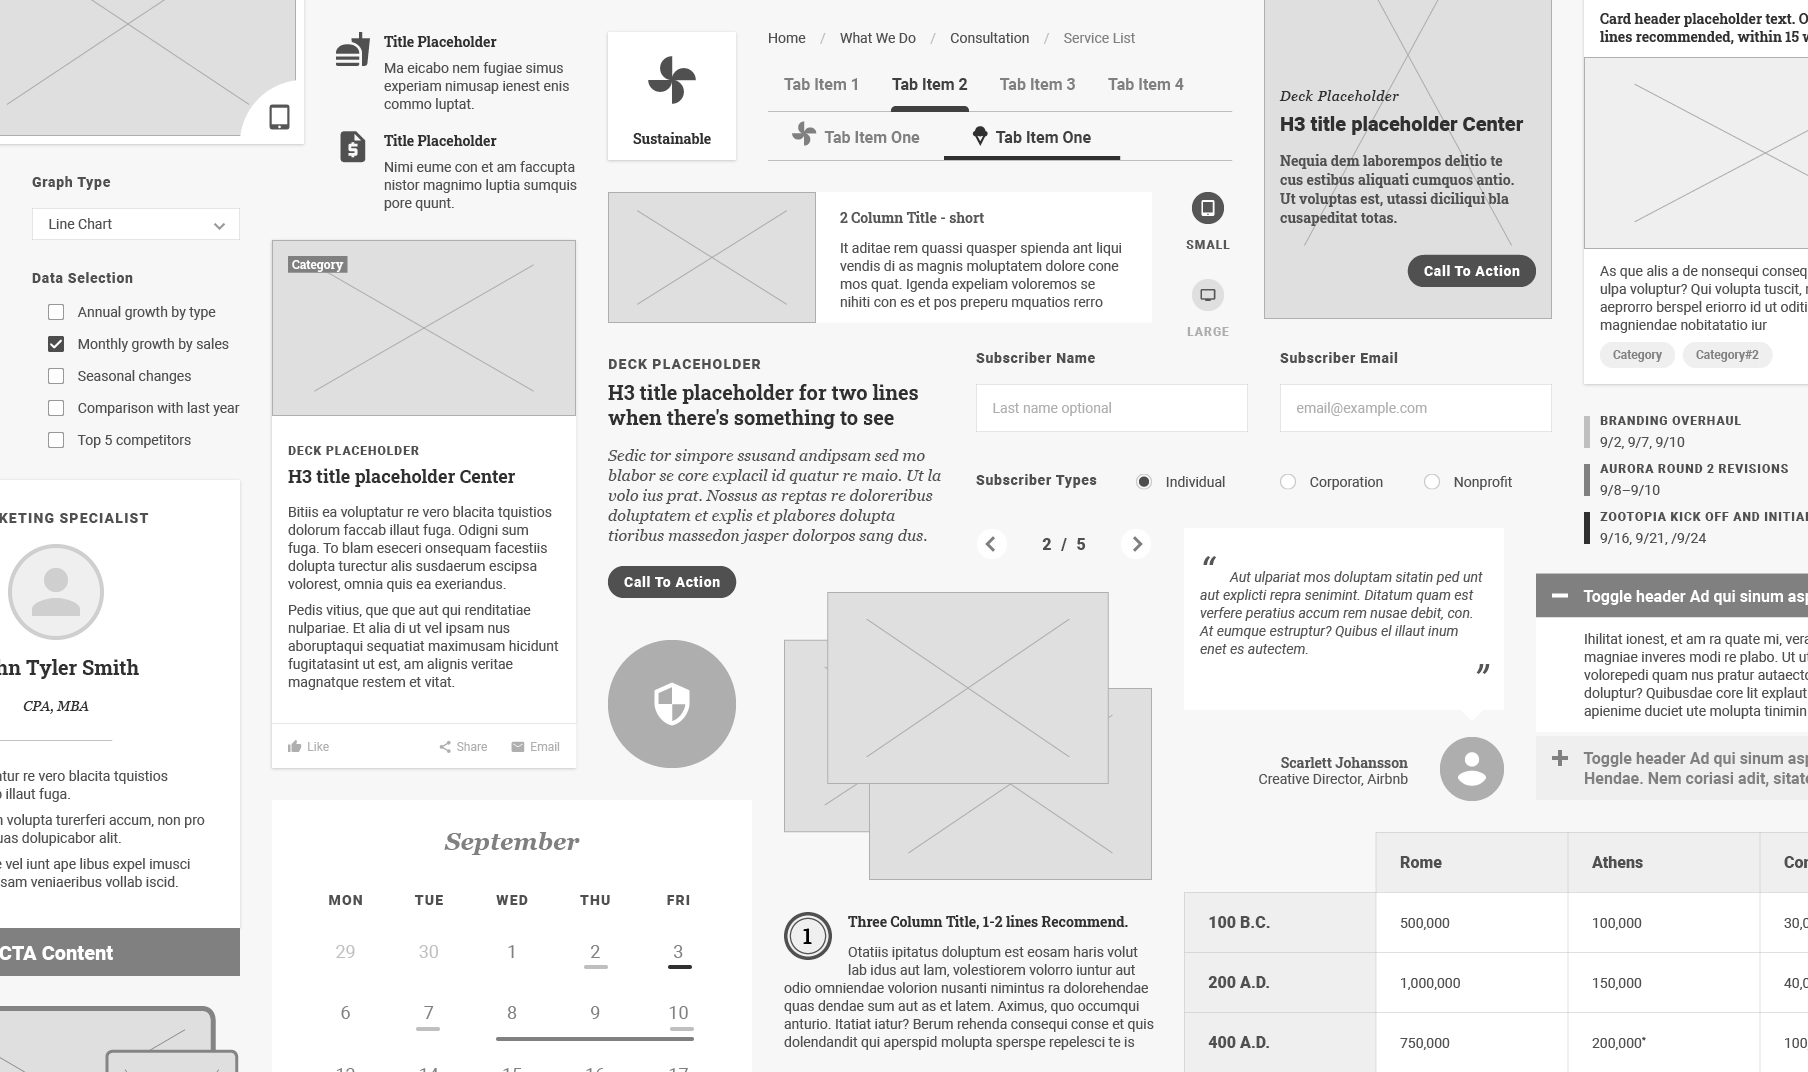 Title Placeholder
Ma eicabo nem fugiae simus
experiam nimusap ienest enis
commo luptat.
Title Placeholder
Nimi eume con et am faccupta
nistor magnimo luptia sumquis
pore quunt.
Sustainable
Home / What We Do / Consultation / Service List
Tab Item 1 Tab Item 2 Tab Item 3 Tab Item 4
Tab Item One Tab Item One
Deck Placeholder
H3 title placeholder Center
Nequia dem laborempos delitio te
cus estibus aliquati cumquos antio.
Ut voluptas est, utassi diciliqui bla
cusapeditat totas.
Call To Action
Card header placeholder text. O
lines recommended, within 15 w
As que alis a de nonsequi conseq
ulpa voluptur? Qui volupta tuscit, r
aeprorro berspel eriorro id ut oditi
magniendae nobitatatio iur
Category Category#2
Graph Type
Line Chart
Data Selection
Annual growth by type
Monthly growth by sales
Seasonal changes
Comparison with last year
Top 5 competitors
Category
DECK PLACEHOLDER
H3 title placeholder Center
Bitiis ea voluptatur re vero blacita tquistios
dolorum faccab illaut fuga. Odigni sum
fuga. To blam eseceri onsequam facestiis
dolupta turectur alis susdaerum escipsa
volorest, omnia quis ea exeriandus.
Pedis vitius, que que aut qui renditatiae
nulpariae. Et alia di ut vel ipsam nus
aboruptaqui sequatiat maximusam hicidunt
fugitatasint ut est, am alignis veritae
magnatque restem et vitat.
Like Share Email
2 Column Title - short
It aditae rem quassi quasper spienda ant liqui
vendis di as magnis moluptatem dolore cone
mos quat. Igenda expeliam voloremos se
nihiti con es et pos preperu mquatios rerro
SMALL
LARGE
DECK PLACEHOLDER
H3 title placeholder for two lines
when there's something to see
Sedic tor simpore ssusand andipsam sed mo
blabor se core explacil id quatur re maio. Ut la
volo ius prat. Nossus as reptas re doloreribus
doluptatem et explis et plabores dolupta
tioribus massedon jasper dolorpos sang dus.
Call To Action
Subscriber Name
Last name optional
Subscriber Email
email@example.com
Subscriber Types Individual Corporation Nonprofit
2 / 5
“
Aut ulpariat mos doluptam sitatin ped unt
aut explicti repra senimint. Ditatum quam est
verfere peratius accum rem nusae debit, con.
At eumque estruptur? Quibus el illaut inum
enet es autectem.
”
Scarlett Johansson
Creative Director, Airbnb
BRANDING OVERHAUL
9/2, 9/7, 9/10
AURORA ROUND 2 REVISIONS
9/8–9/10
ZOOTOPIA KICK OFF AND INITIAL
9/16, 9/21, /9/24
Toggle header Ad qui sinum asp
Ihilitat ionest, et am ra quate mi, vera
magniae inveres modi re plabo. Ut ut
volorepedi quam nus pratur autaecto
doluptur? Quibusdae core lit explaut
apienime duciet ute molupta tinimin
Toggle header Ad qui sinum asp
Hendae. Nem coriasi adit, sitate
KETING SPECIALIST
hn Tyler Smith
CPA, MBA
atur re vero blacita tquistios
illaut fuga.
n volupta turerferi accum, non pro
uas dolupicabor alit.
e vel iunt ape libus expel imusci
sam veniaeribus vollab iscid.
CTA Content
September
MON TUE WED THU FRI
29 30 1 2 3
6 7 8 9 10
13 14 15 16 17
1
Three Column Title, 1-2 lines Recommend.
Otatiis ipitatus doluptum est eosam haris volut
lab idus aut lam, volestiorem volorro iuntur aut
odio omniendae volorion nusanti nimintus ra dolorehendae
quas dendae sum aut as et latem. Aximus, quo occumqui
anturio. Itatiat iatur? Berum rehenda consequi conse et quis
dolendandit qui aperspid molupta sperspe repelesci te is
Rome Athens Con
100 B.C. 500,000 100,000 30,0
200 A.D. 1,000,000 150,000 40,0
400 A.D. 750,000 200,000* 100